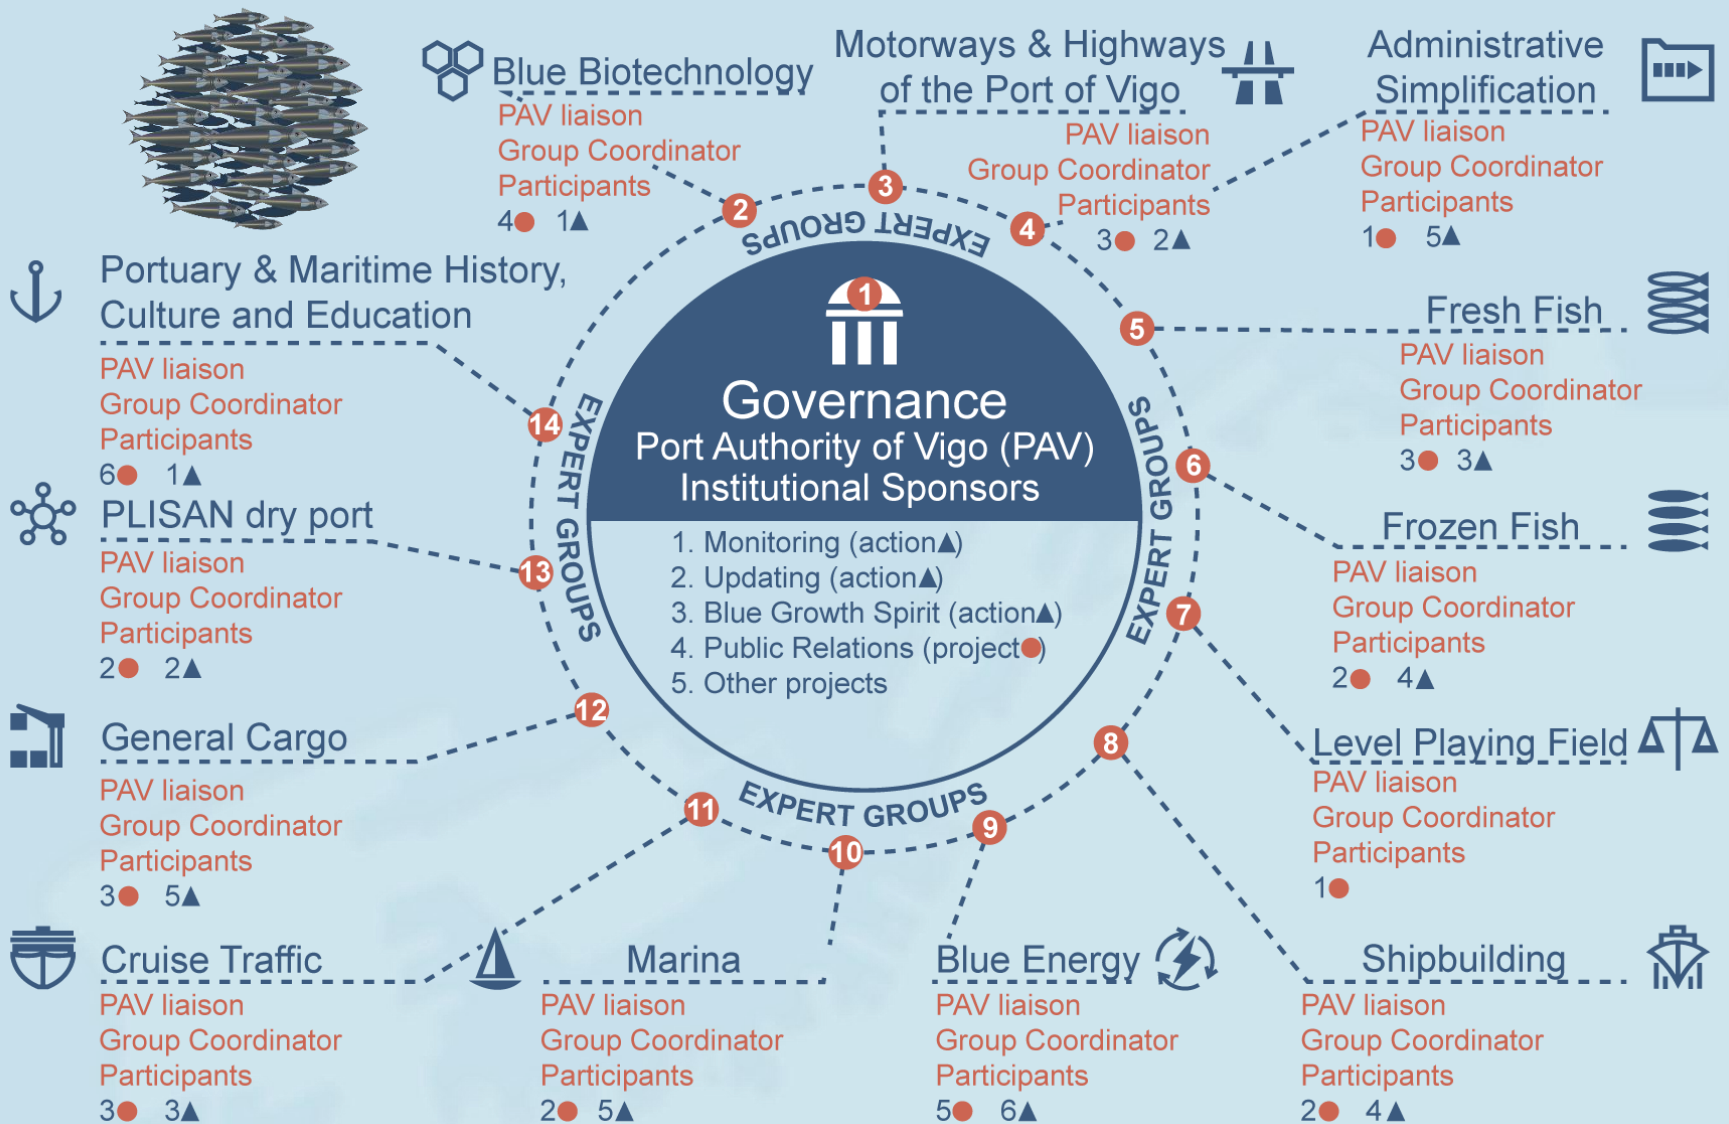 Blue Biotechnology
PAV liaison
Group Coordinator
Participants
4● 1▲
Motorways & Highways
of the Port of Vigo
PAV liaison
Group Coordinator
Participants
3● 2▲
Administrative
Simplification
PAV liaison
Group Coordinator
Participants
1● 5▲
2
3
4
EXPERT GROUPS
Portuary & Maritime History,
Culture and Education
PAV liaison
Group Coordinator
Participants
6● 1▲
14
1
Governance
Port Authority of Vigo (PAV)
Institutional Sponsors
1. Monitoring (action▲)
2. Updating (action▲)
3. Blue Growth Spirit (action▲)
4. Public Relations (project●)
5. Other projects
5
Fresh Fish
PAV liaison
Group Coordinator
Participants
3● 3▲
EXPERT GROUPS
EXPERT GROUPS
6
Frozen Fish
PAV liaison
Group Coordinator
Participants
2● 4▲
PLISAN dry port
PAV liaison
Group Coordinator
Participants
2● 2▲
13
7
Level Playing Field
PAV liaison
Group Coordinator
Participants
1●
General Cargo
PAV liaison
Group Coordinator
Participants
3● 5▲
12
8
EXPERT GROUPS
11
10
9
Cruise Traffic
PAV liaison
Group Coordinator
Participants
3● 3▲
Marina
PAV liaison
Group Coordinator
Participants
2● 5▲
Blue Energy
PAV liaison
Group Coordinator
Participants
5● 6▲
Shipbuilding
PAV liaison
Group Coordinator
Participants
2● 4▲